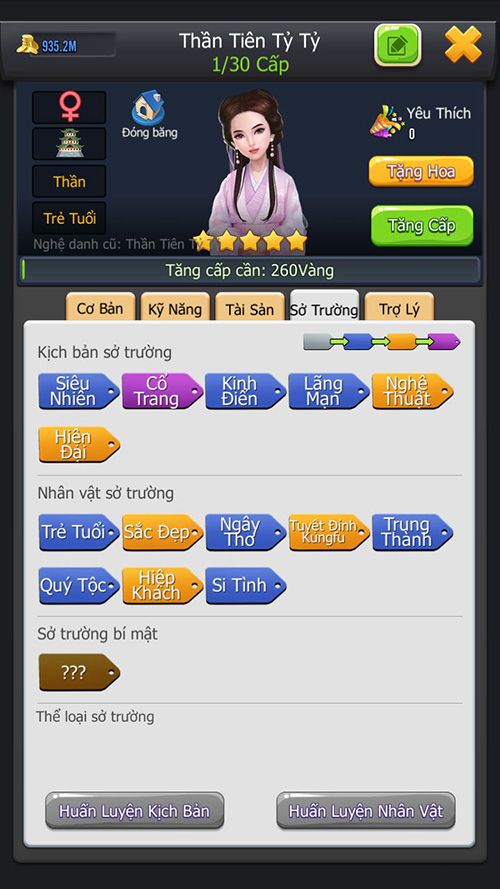 935.2M
Thần Tiên Tỷ Tỷ
1/30 Cấp
Đóng băng
Yêu Thích
0
Thần
Tặng Hoa
Trẻ Tuổi
Tăng Cấp
Nghệ danh cũ: Thần Tiên Tỷ T
Tăng cấp cần: 260Vàng
Cơ Bản
Kỹ Năng
Tài Sản
Sở Trường
Trợ Lý
Kịch bản sở trường
Siêu
Nhiên
Cổ
Trang
Kinh
Điển
Lãng
Mạn
Nghệ
Thuật
Hiện
Đại
Nhân vật sở trường
Trẻ Tuổi
Sắc Đẹp
Ngây
Thơ
Tuyệt Đỉnh
Kungfu
Trung
Thành
Quý Tộc
Hiệp
Khách
Si Tình
Sở trường bí mật
???
Thể loại sở trường
Huấn Luyện Kịch Bản
Huấn Luyện Nhân Vật